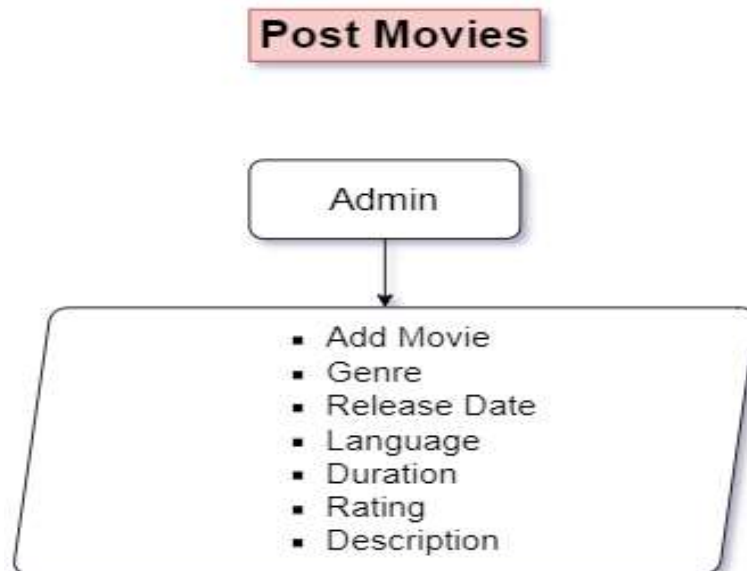 Post Movies
Admin
▪ Add Movie
▪ Genre
▪ Release Date
▪ Language
▪ Duration
▪ Rating
▪ Description